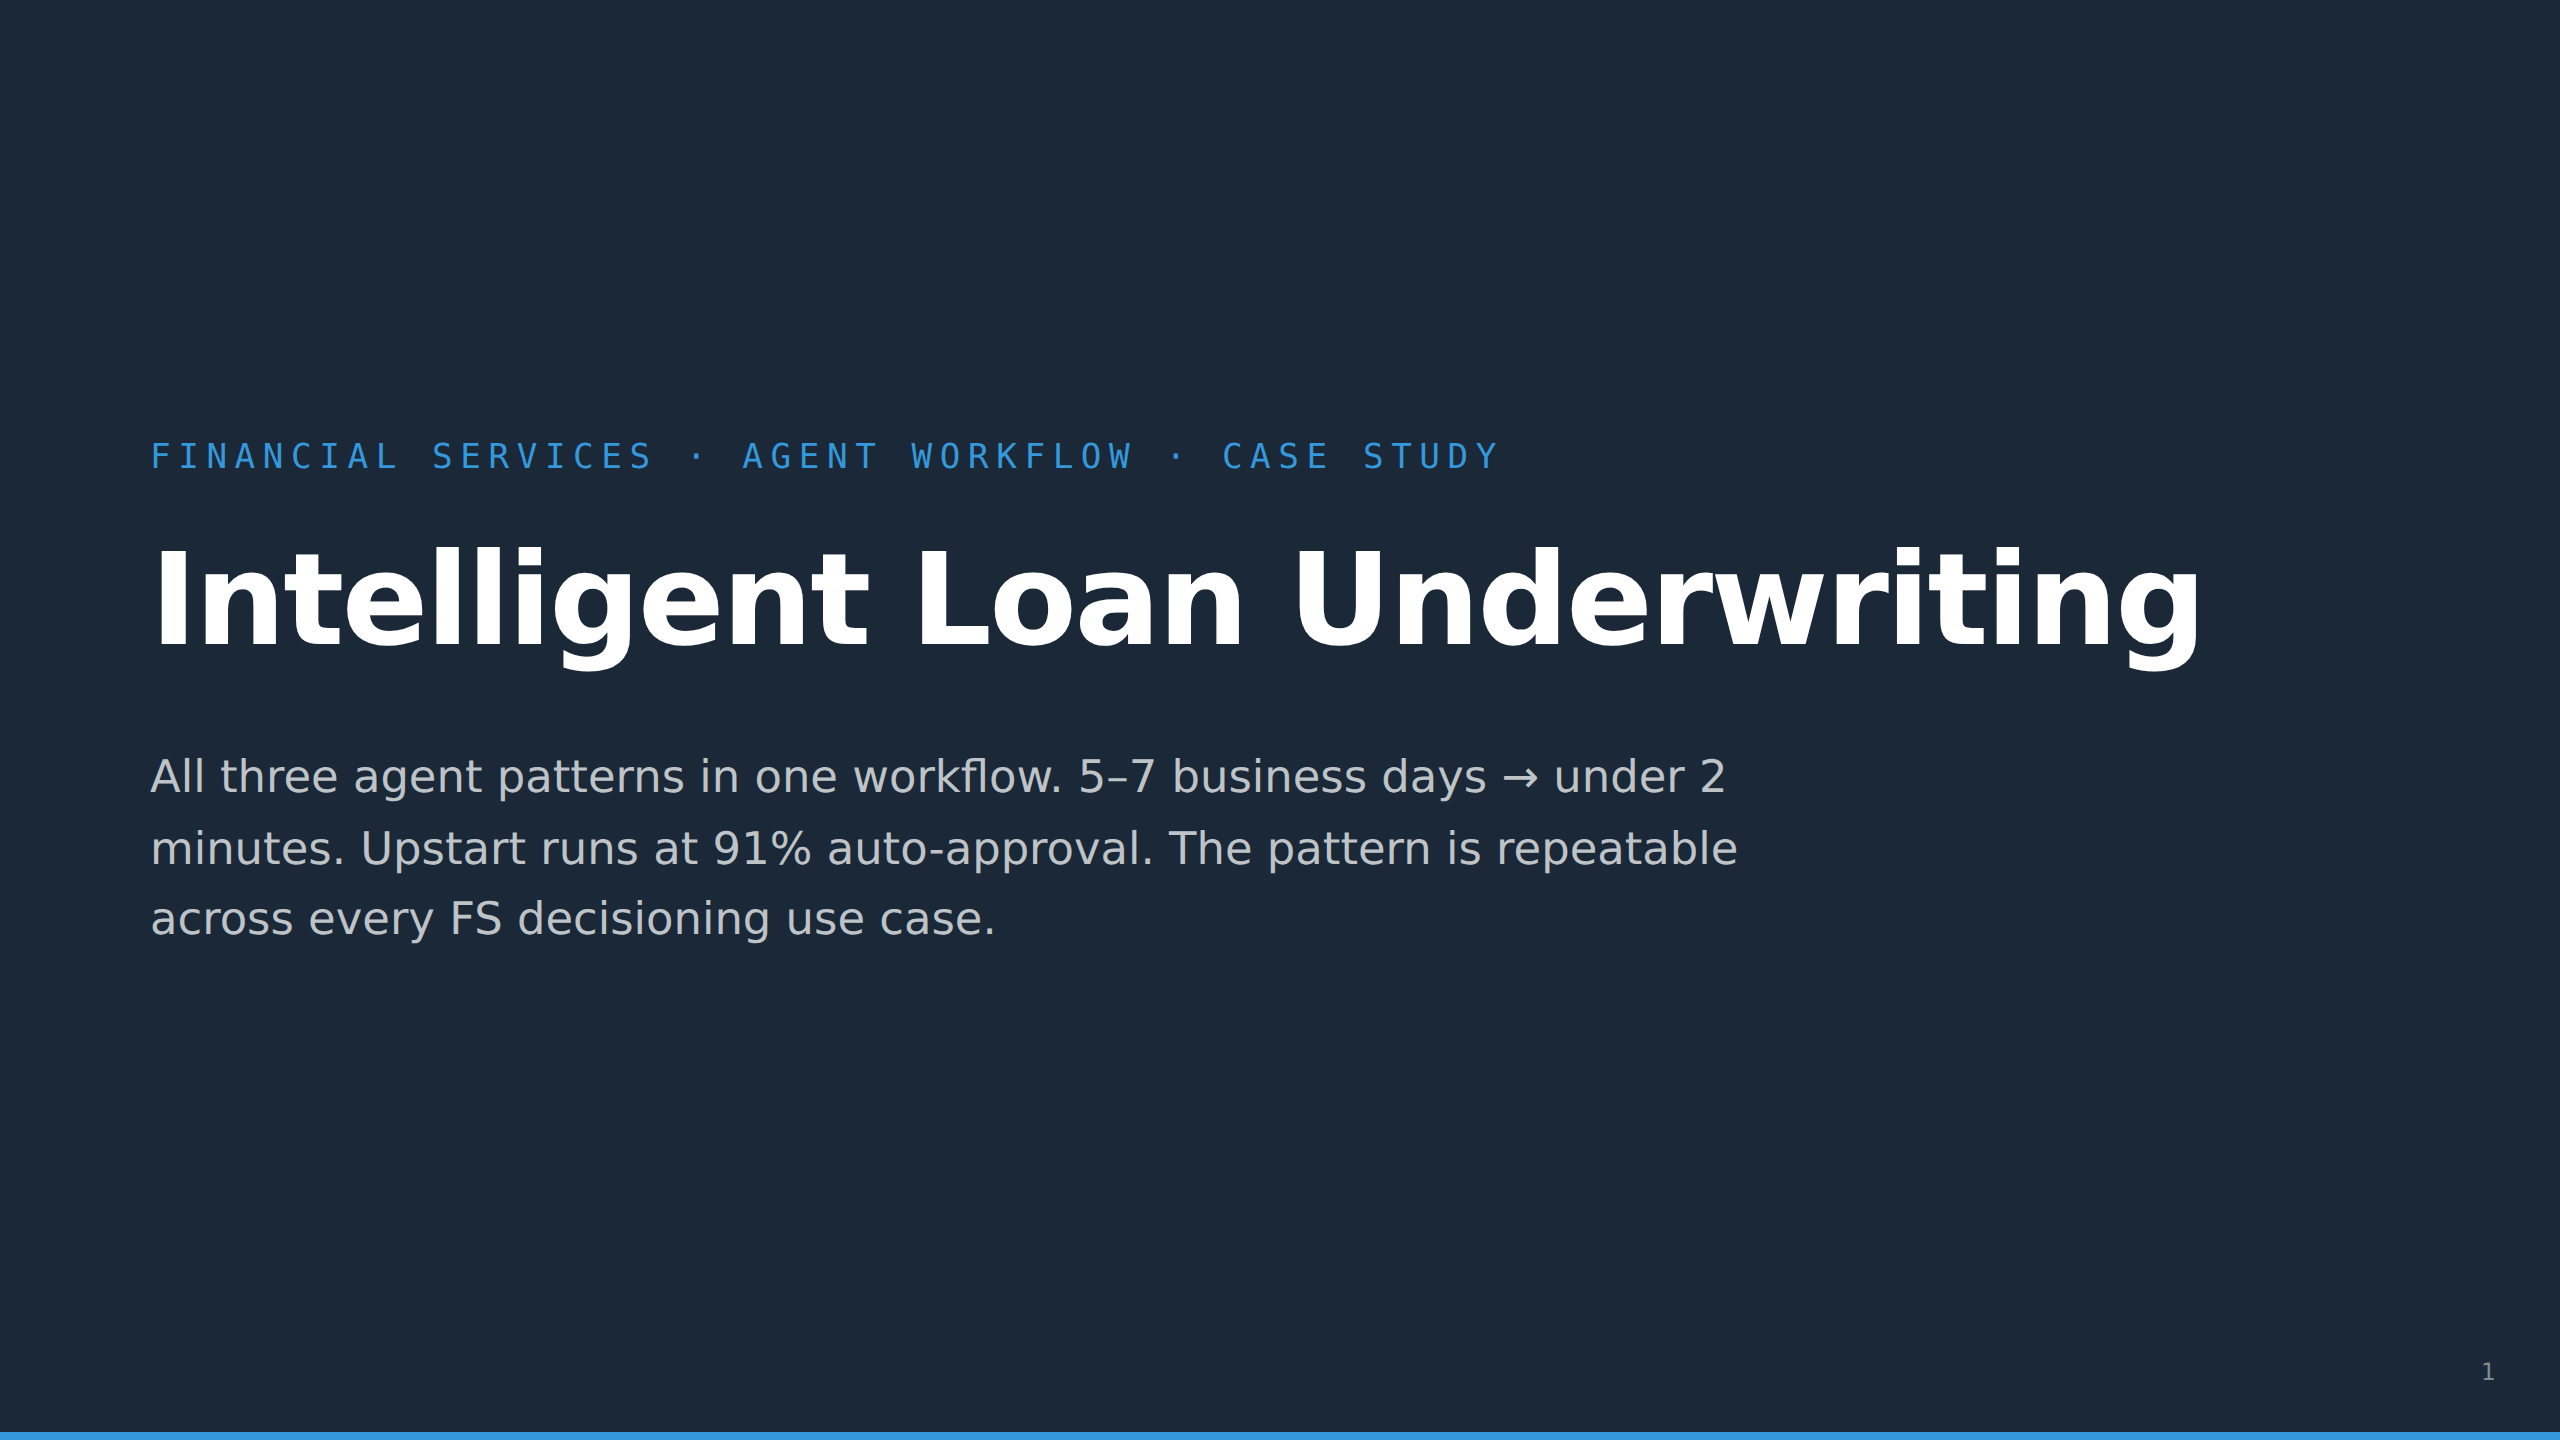 FINANCIAL SERVICES · AGENT WORKFLOW · CASE STUDY
Intelligent Loan Underwriting
All three agent patterns in one workflow. 5–7 business days → under 2
minutes. Upstart runs at 91% auto-approval. The pattern is repeatable
across every FS decisioning use case.
1